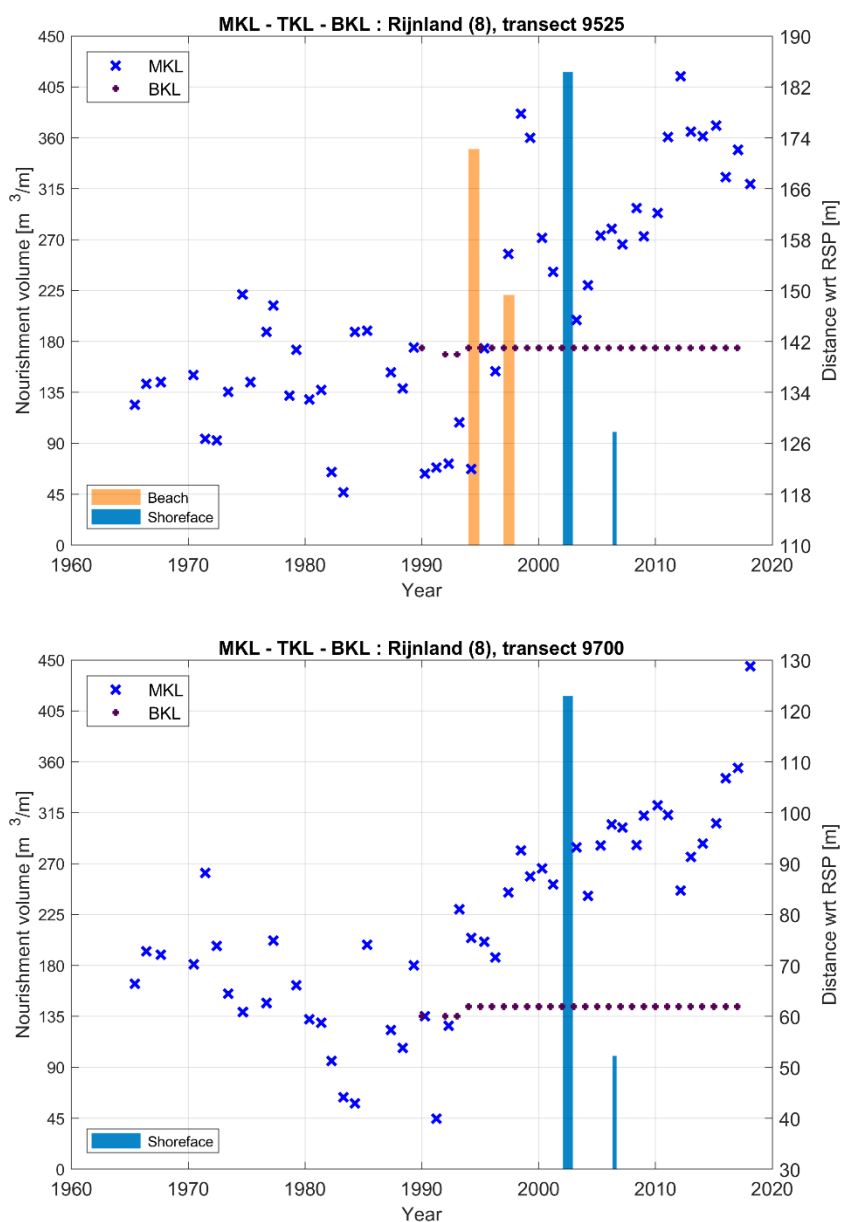 MKL - TKL - BKL : Rijnland (8), transect 9525
450
405
360
315
270
225
180
135
90
45
0
Nourishment volume [m³/m]
190
182
174
166
158
150
142
134
126
118
110
Distance wrt RSP [m]
MKL
BKL
Beach
Shoreface
1960 1970 1980 1990 2000 2010 2020
Year
MKL - TKL - BKL : Rijnland (8), transect 9700
450
405
360
315
270
225
180
135
90
45
0
Nourishment volume [m³/m]
130
120
110
100
90
80
70
60
50
40
30
Distance wrt RSP [m]
MKL
BKL
Shoreface
1960 1970 1980 1990 2000 2010 2020
Year